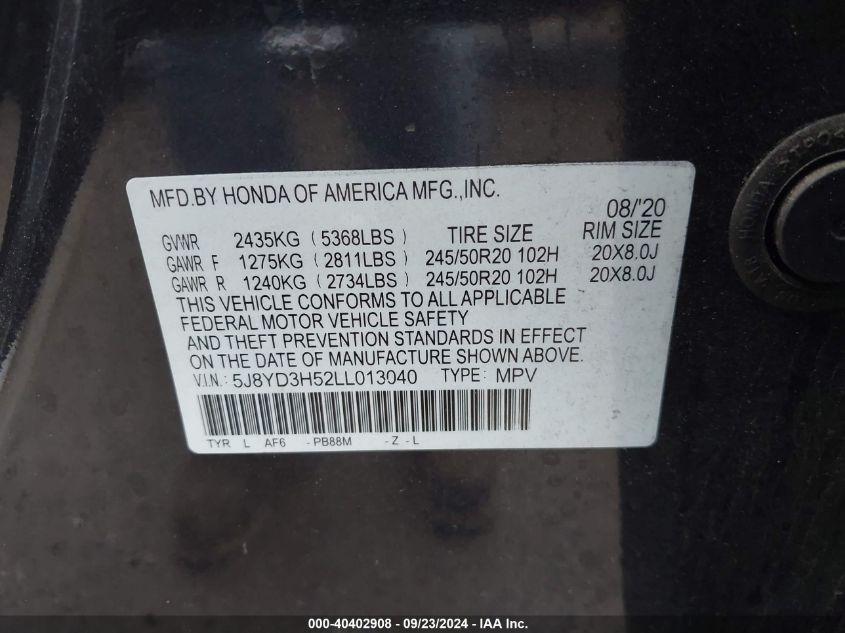 MFD.BY HONDA OF AMERICA MFG.,INC.
08/'20
GVWR 2435KG ( 5368LBS ) TIRE SIZE RIM SIZE
GAWR F 1275KG ( 2811LBS ) 245/50R20 102H 20X8.0J
GAWR R 1240KG ( 2734LBS ) 245/50R20 102H 20X8.0J
THIS VEHICLE CONFORMS TO ALL APPLICABLE
FEDERAL MOTOR VEHICLE SAFETY
AND THEFT PREVENTION STANDARDS IN EFFECT
ON THE DATE OF MANUFACTURE SHOWN ABOVE.
V.I.N.: 5J8YD3H52LL013040 TYPE: MPV
TYR L AF6 - PB88M - Z - L
HONDA
000-40402908 / 09/23/2024 - IAA Inc.